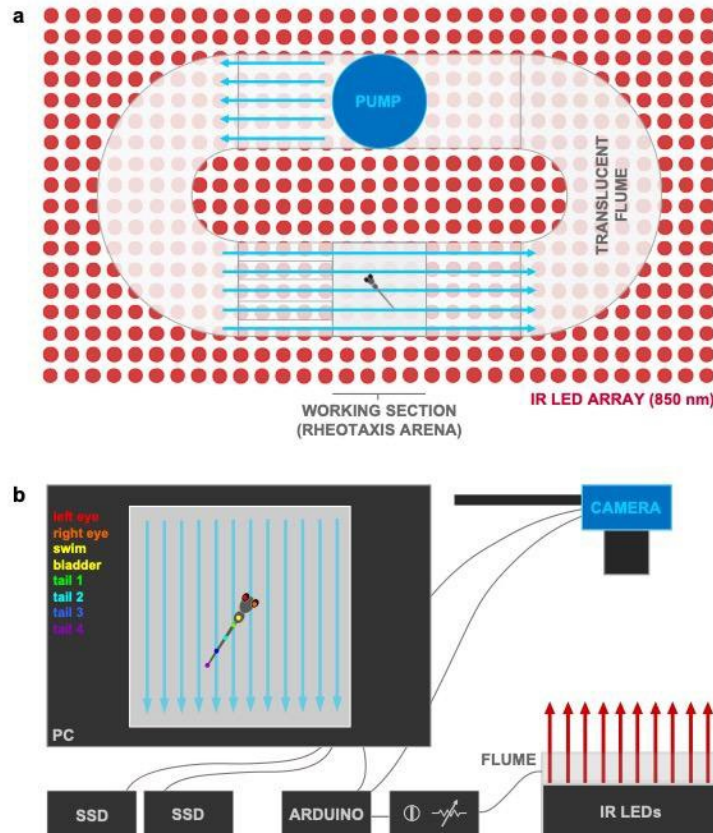 a
PUMP
TRANSLUCENT
FLUME
WORKING SECTION
(RHEOTAXIS ARENA)
IR LED ARRAY (850 nm)
b
left eye
right eye
swim
bladder
tail 1
tail 2
tail 3
tail 4
PC
CAMERA
FLUME
SSD
SSD
ARDUINO
IR LEDs